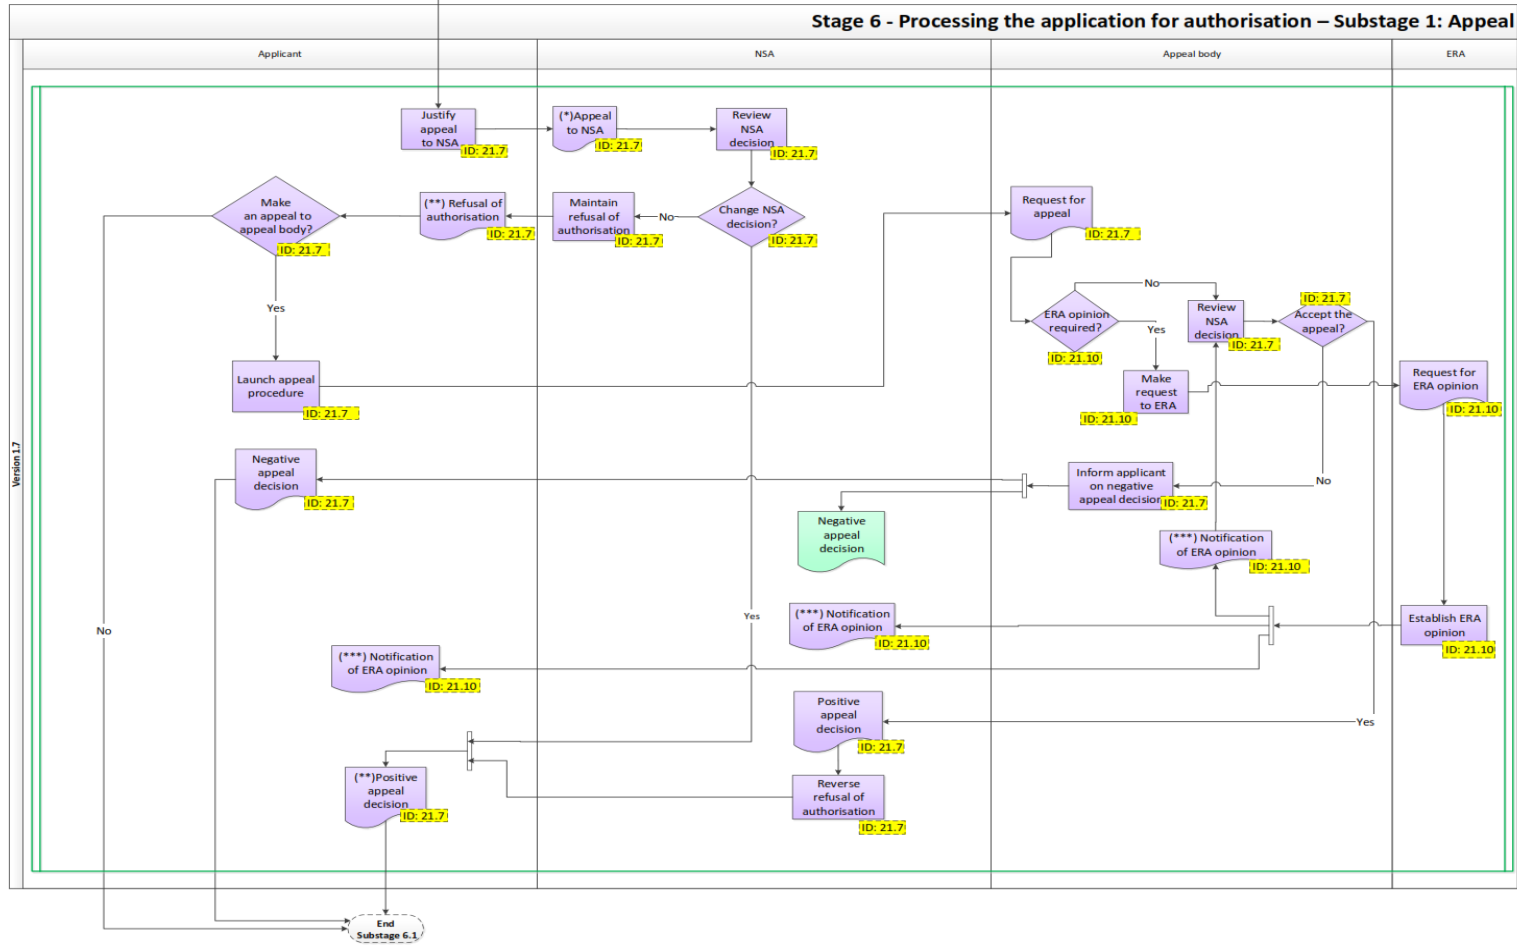 Stage 6 - Processing the application for authorisation – Substage 1: Appeal
Applicant
NSA
Appeal body
ERA
Version 1.7
Justify
appeal
to NSA
ID: 21.7
(*)Appeal
to NSA
ID: 21.7
Review
NSA
decision
ID: 21.7
Make
an appeal to
appeal body?
ID: 21.7
(**) Refusal of
authorisation
ID: 21.7
Maintain
refusal of
authorisation
ID: 21.7
No
Change NSA
decision?
ID: 21.7
Request for
appeal
ID: 21.7
Yes
No
ERA opinion
required?
ID: 21.10
Yes
Review
NSA
decision
ID: 21.7
ID: 21.7
Accept the
appeal?
Launch appeal
procedure
ID: 21.7
Make
request
to ERA
ID: 21.10
Request for
ERA opinion
ID: 21.10
Negative
appeal
decision
ID: 21.7
Inform applicant
on negative
appeal decision
ID: 21.7
No
Negative
appeal
decision
(***) Notification
of ERA opinion
ID: 21.10
No
Yes
(***) Notification
of ERA opinion
ID: 21.10
Establish ERA
opinion
ID: 21.10
(***) Notification
of ERA opinion
ID: 21.10
Positive
appeal
decision
ID: 21.7
Yes
(**)Positive
appeal
decision
ID: 21.7
Reverse
refusal of
authorisation
ID: 21.7
End
Substage 6.1